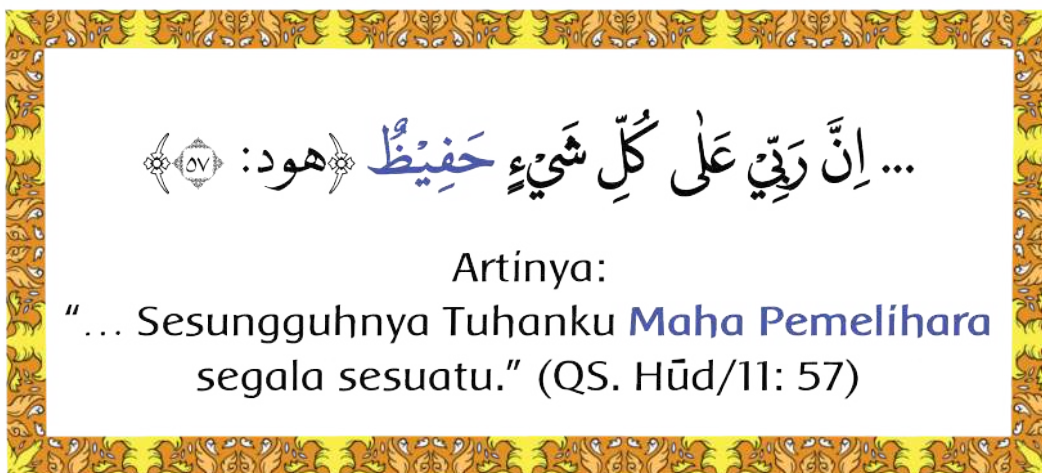 ... اِنَّ رَبِّيْ عَلٰى كُلِّ شَيْءٍ حَفِيْظٌ ﴿هود: ٥٧﴾
Artinya:
“... Sesungguhnya Tuhanku Maha Pemelihara
segala sesuatu.” (QS. Hūd/11: 57)